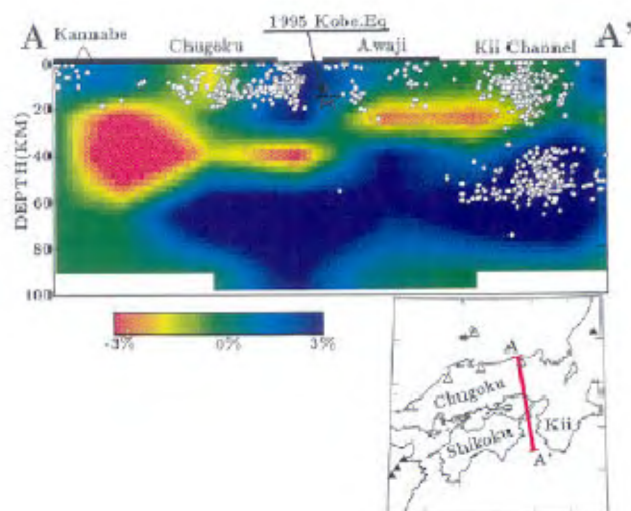 1995 Kobe.Eq
A Kannabe Chugoku Awaji Kii Channel A'
0
20
40
60
80
100
DEPTH(KM)
-3% 0% 3%
A
Chugoku
Shikoku
Kii
A'